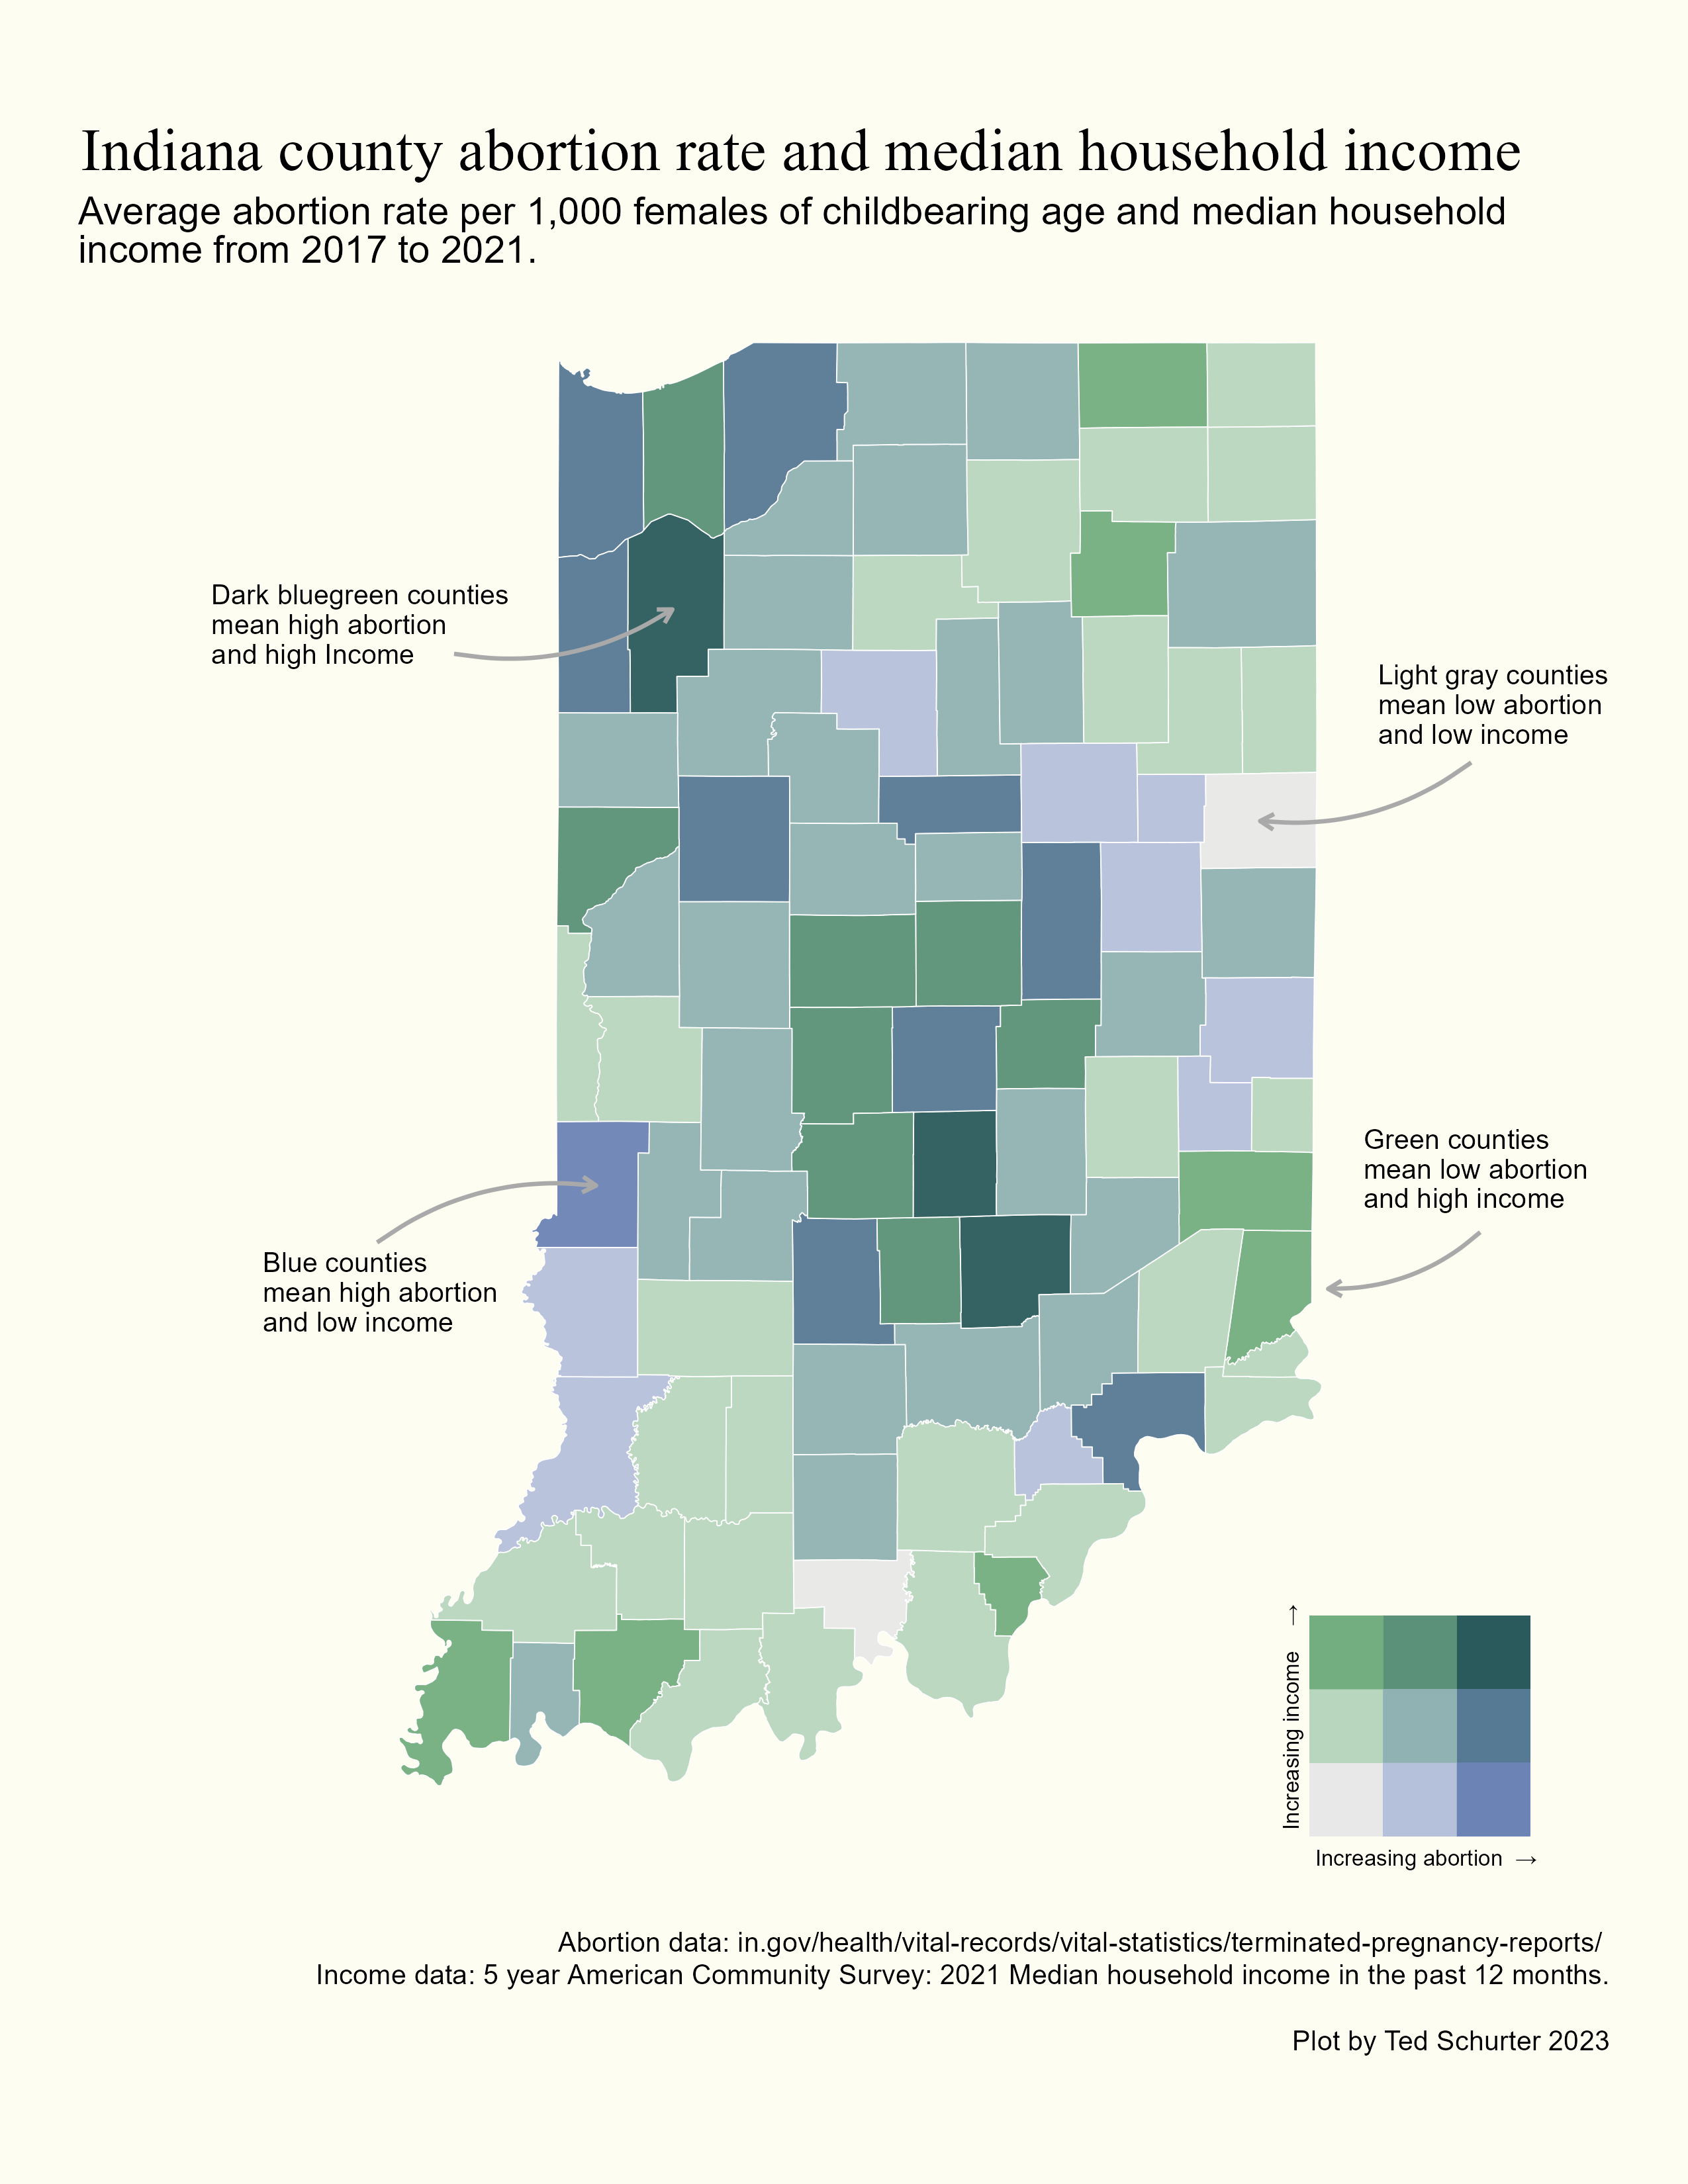 Indiana county abortion rate and median household income
Average abortion rate per 1,000 females of childbearing age and median household
income from 2017 to 2021.
Dark bluegreen counties
mean high abortion
and high Income
Light gray counties
mean low abortion
and low income
Green counties
mean low abortion
and high income
Blue counties
mean high abortion
and low income
Increasing income →
Increasing abortion →
Abortion data: in.gov/health/vital-records/vital-statistics/terminated-pregnancy-reports/
Income data: 5 year American Community Survey: 2021 Median household income in the past 12 months.
Plot by Ted Schurter 2023